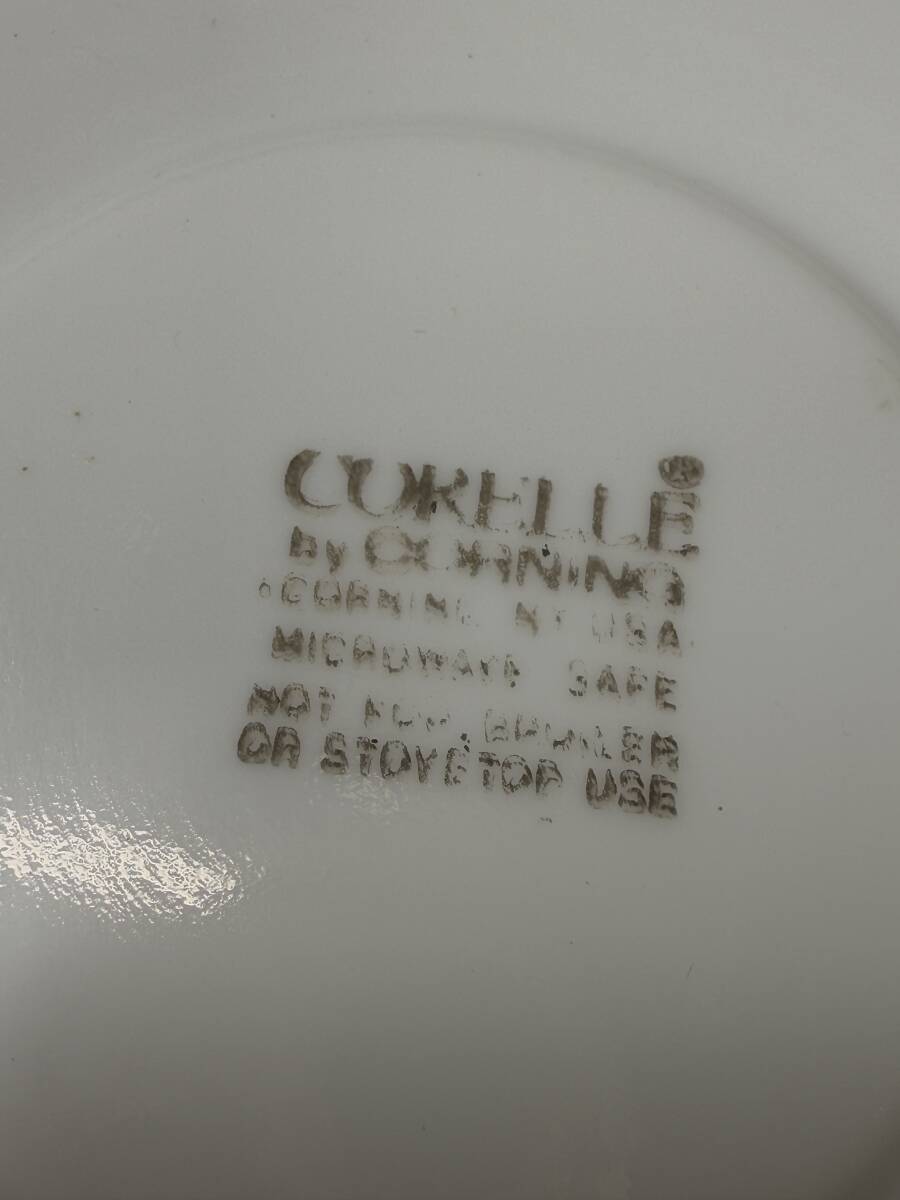 CORELLE®
by CORNING
CORNING NY USA
MICROWAVE SAFE
NOT FOR BROILER
OR STOVETOP USE